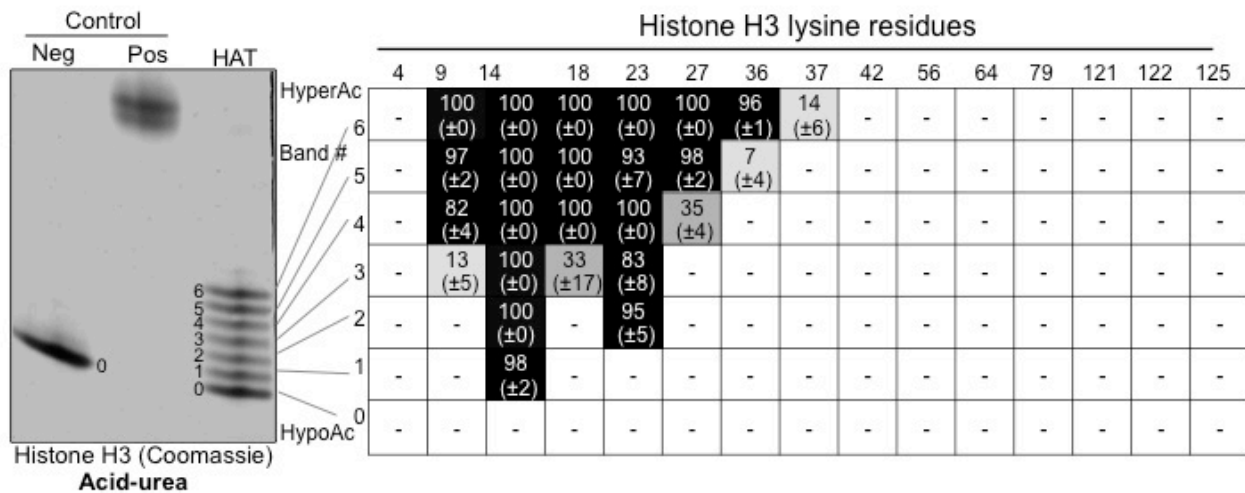 Control
Neg Pos HAT
6
5
4
3
2
1
0
0
Histone H3 (Coomassie)
Acid-urea
Histone H3 lysine residues
4 9 14 18 23 27 36 37 42 56 64 79 121 122 125
HyperAc
6 - 100 100 100 100 100 96 14 - - - - - - -
(±0) (±0) (±0) (±0) (±0) (±1) (±6)
Band #
5 - 97 100 100 93 98 7 - - - - - - - -
(±2) (±0) (±0) (±7) (±2) (±4)
4 - 82 100 100 100 35 - - - - - - - - -
(±4) (±0) (±0) (±0) (±4)
3 - 13 100 33 83 - - - - - - - - - -
(±5) (±0) (±17) (±8)
2 - - 100 - 95 - - - - - - - - - -
(±0) (±5)
1 - - 98 - - - - - - - - - - - -
(±2)
0 - - - - - - - - - - - - - - -
HypoAc